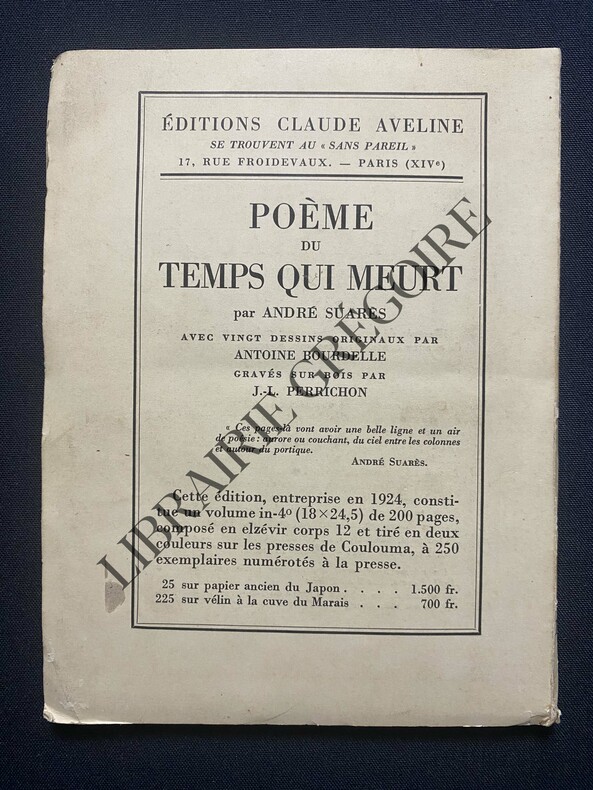 ÉDITIONS CLAUDE AVELINE
SE TROUVENT AU « SANS PAREIL »
17, RUE FROIDEVAUX. — PARIS (XIVe)
POÈME
DU
TEMPS QUI MEURT
par ANDRÉ SUARÈS
AVEC VINGT DESSINS ORIGINAUX PAR
ANTOINE BOURDELLE
GRAVÉS SUR BOIS PAR
J.-L. PERRICHON
« Ces pages-là vont avoir une belle ligne et un air
de poésie : aurore ou couchant, du ciel entre les colonnes
et autour du portique.
ANDRÉ SUARÈS.
Cette édition, entreprise en 1924, consti-
tue un volume in-4º (18×24,5) de 200 pages,
composé en elzévir corps 12 et tiré en deux
couleurs sur les presses de Coulouma, à 250
exemplaires numérotés à la presse.
25 sur papier ancien du Japon . . . . 1.500 fr.
225 sur vélin à la cuve du Marais . . . 700 fr.
LIBRAIRIE GRÉGOIRE